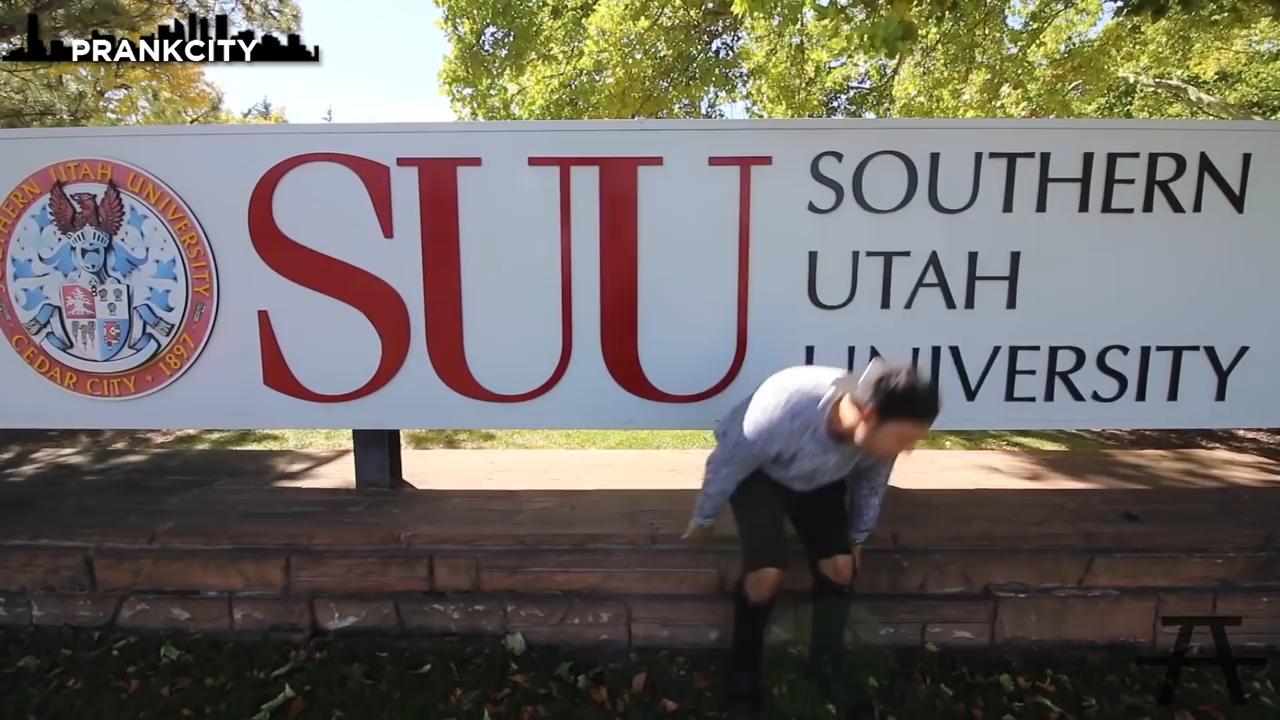 PRANKCITY
SOUTHERN UTAH UNIVERSITY
CEDAR CITY · 1897
SUU
SOUTHERN
UTAH
UNIVERSITY